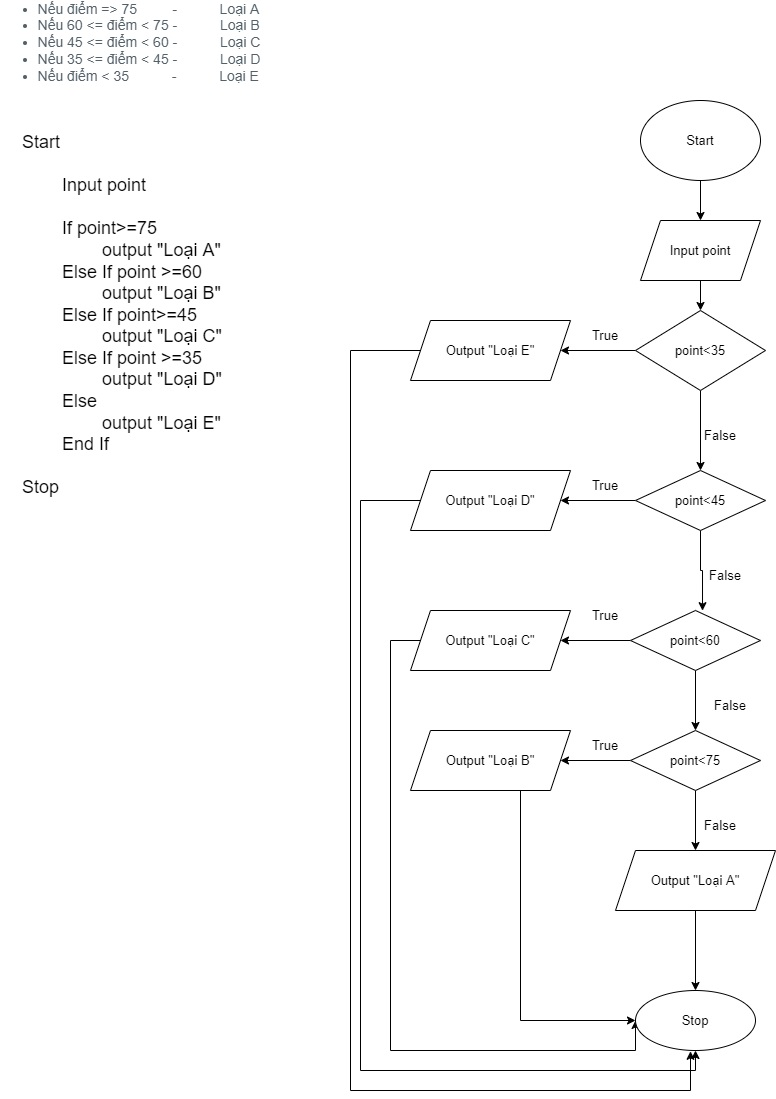 • Nếu điểm => 75 - Loại A
• Nếu 60 <= điểm < 75 - Loại B
• Nếu 45 <= điểm < 60 - Loại C
• Nếu 35 <= điểm < 45 - Loại D
• Nếu điểm < 35 - Loại E
Start
Input point
If point>=75
output "Loại A"
Else If point >=60
output "Loại B"
Else If point>=45
output "Loại C"
Else If point >=35
output "Loại D"
Else
output "Loại E"
End If
Stop
Start
Input point
point<35
True
Output "Loại E"
False
point<45
True
Output "Loại D"
False
point<60
True
Output "Loại C"
False
point<75
True
Output "Loại B"
False
Output "Loại A"
Stop